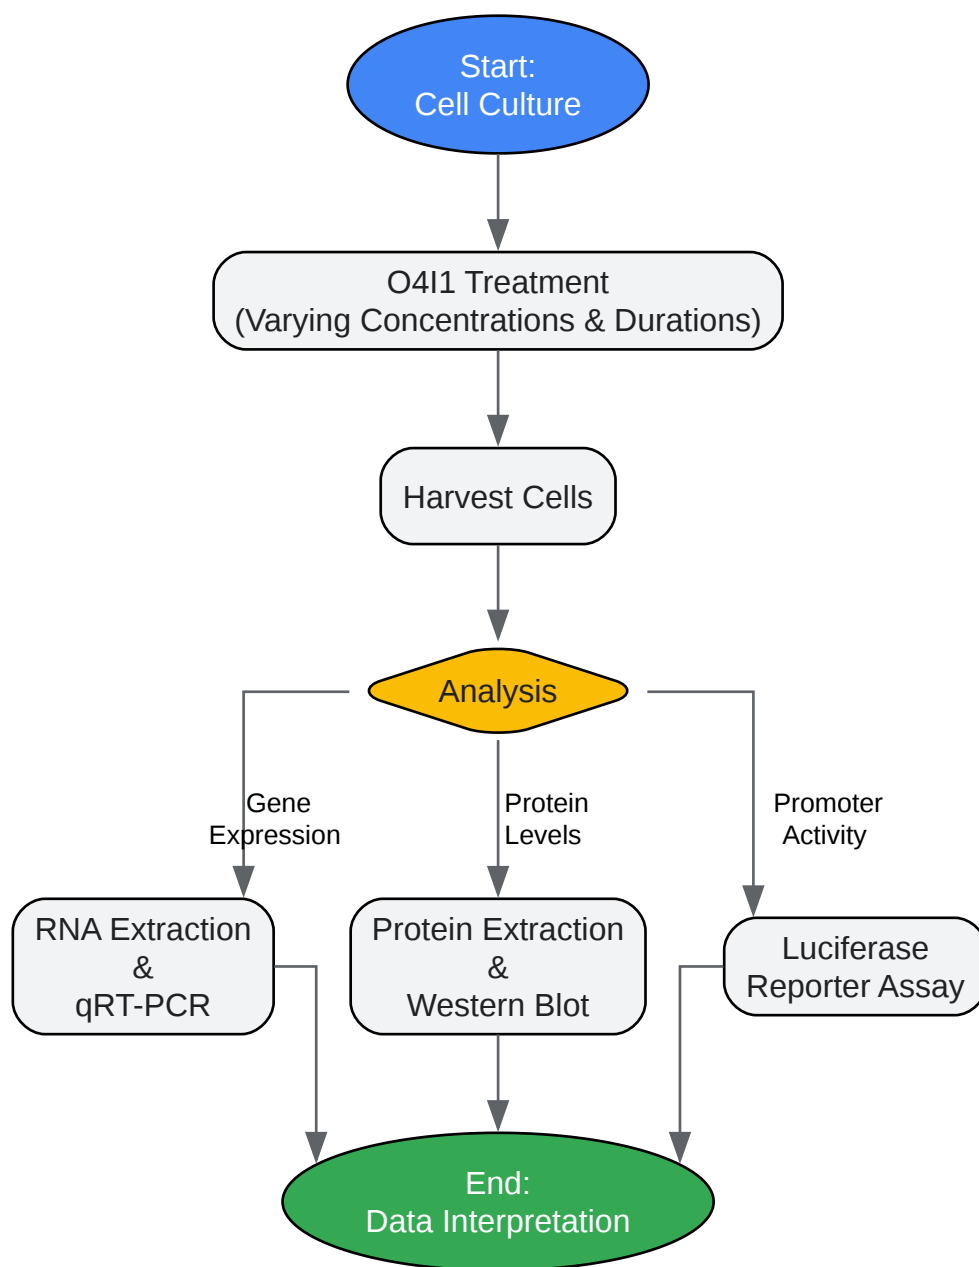 Start:
Cell Culture
O4I1 Treatment
(Varying Concentrations & Durations)
Harvest Cells
Analysis
Gene
Expression
Protein
Levels
Promoter
Activity
RNA Extraction
&
qRT-PCR
Protein Extraction
&
Western Blot
Luciferase
Reporter Assay
End:
Data Interpretation